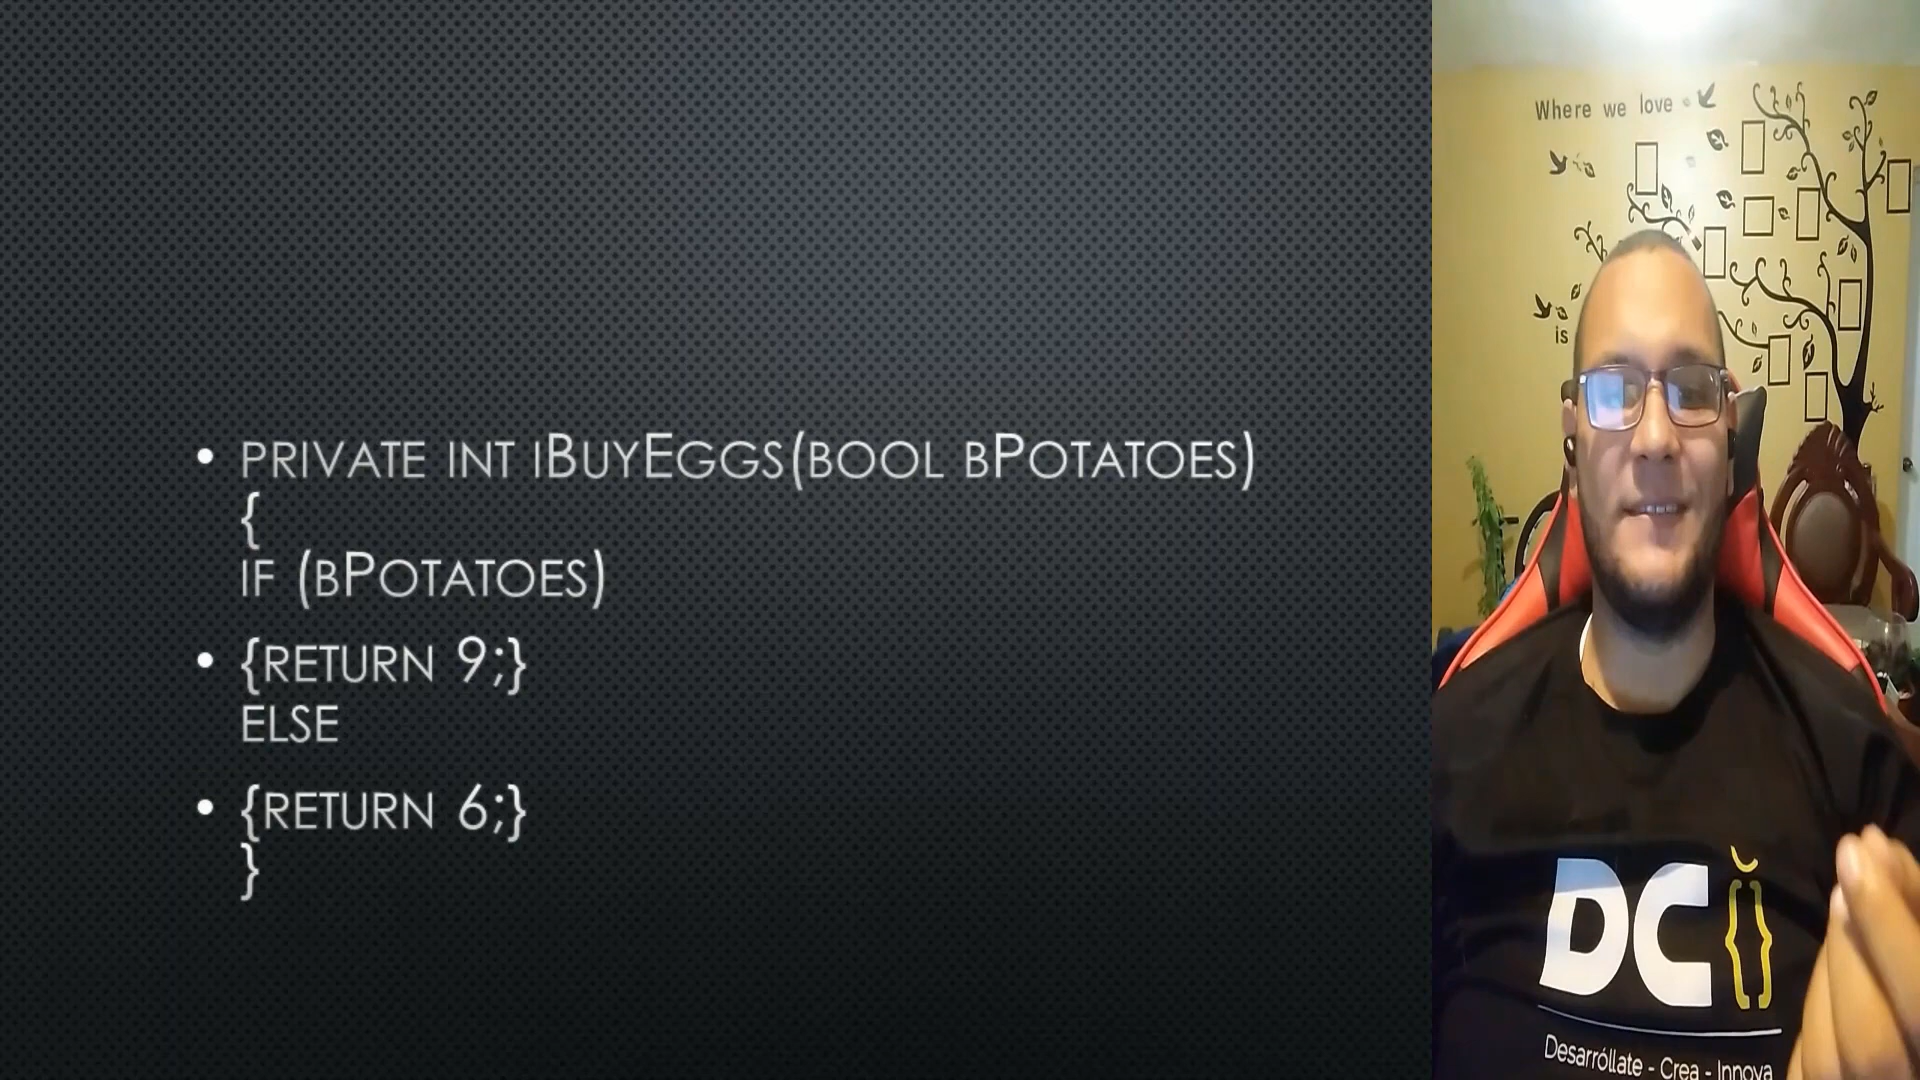 • PRIVATE INT IBUYEGGS(BOOL BPOTATOES)
{
IF (BPOTATOES)
• {RETURN 9;}
ELSE
• {RETURN 6;}
}
Where we love
is
DCI {}
Desarróllate - Crea - Innova